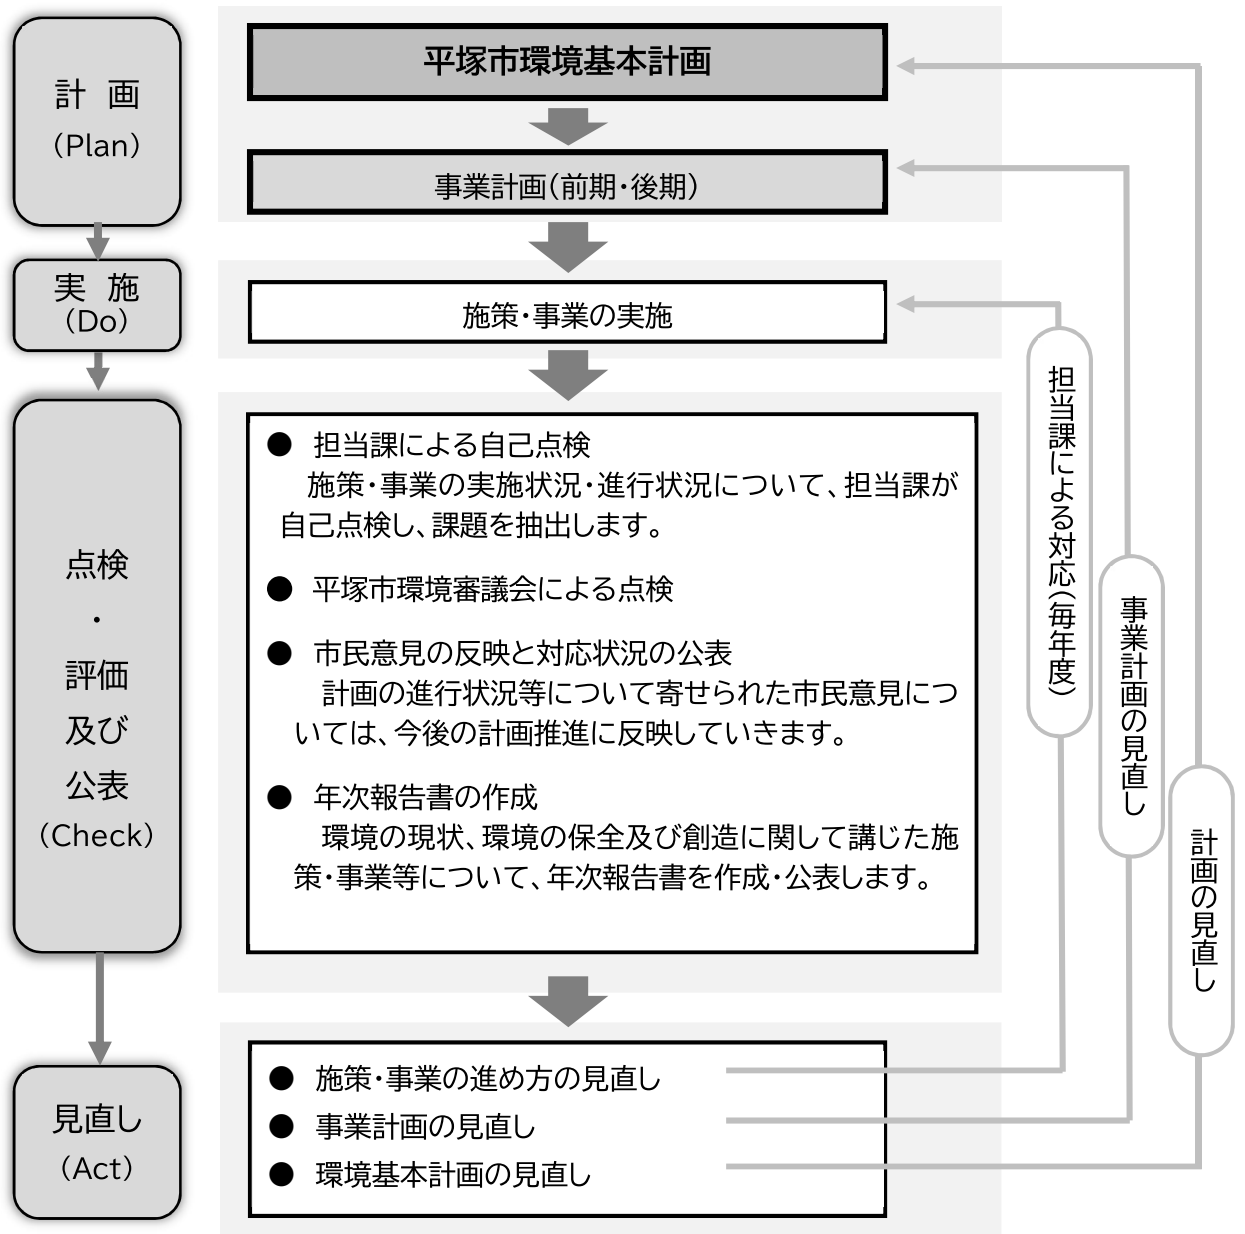 計　画
（Plan）
平塚市環境基本計画
事業計画（前期・後期）
実　施
（Do）
施策・事業の実施
点検
・
評価
及び
公表
（Check）
● 担当課による自己点検
施策・事業の実施状況・進行状況について、担当課が
自己点検し、課題を抽出します。
● 平塚市環境審議会による点検
● 市民意見の反映と対応状況の公表
計画の進行状況等について寄せられた市民意見につ
いては、今後の計画推進に反映していきます。
● 年次報告書の作成
環境の現状、環境の保全及び創造に関して講じた施
策・事業等について、年次報告書を作成・公表します。
見直し
（Act）
● 施策・事業の進め方の見直し
● 事業計画の見直し
● 環境基本計画の見直し
担当課による対応（毎年度）
事業計画の見直し
計画の見直し